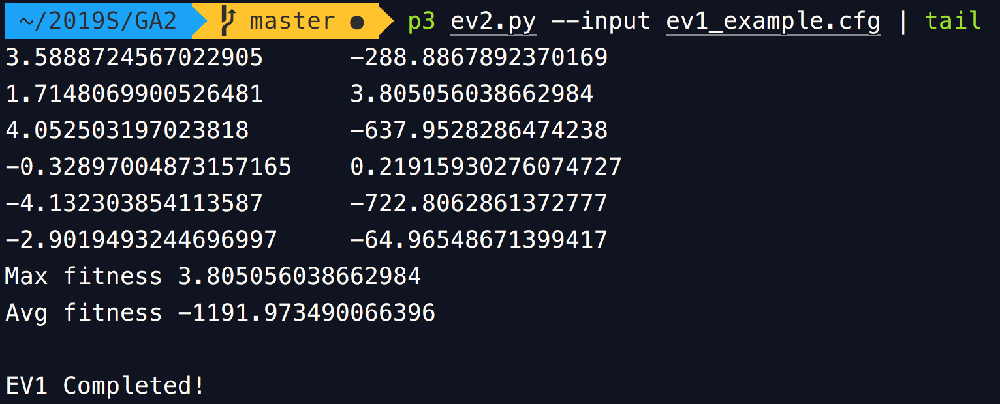 ~/2019S/GA2 master ● p3 ev2.py --input ev1_example.cfg | tail
3.5888724567022905 -288.8867892370169
1.7148069900526481 3.805056038662984
4.052503197023818 -637.9528286474238
-0.32897004873157165 0.21915930276074727
-4.132303854113587 -722.8062861372777
-2.9019493244696997 -64.96548671399417
Max fitness 3.805056038662984
Avg fitness -1191.973490066396
EV1 Completed!